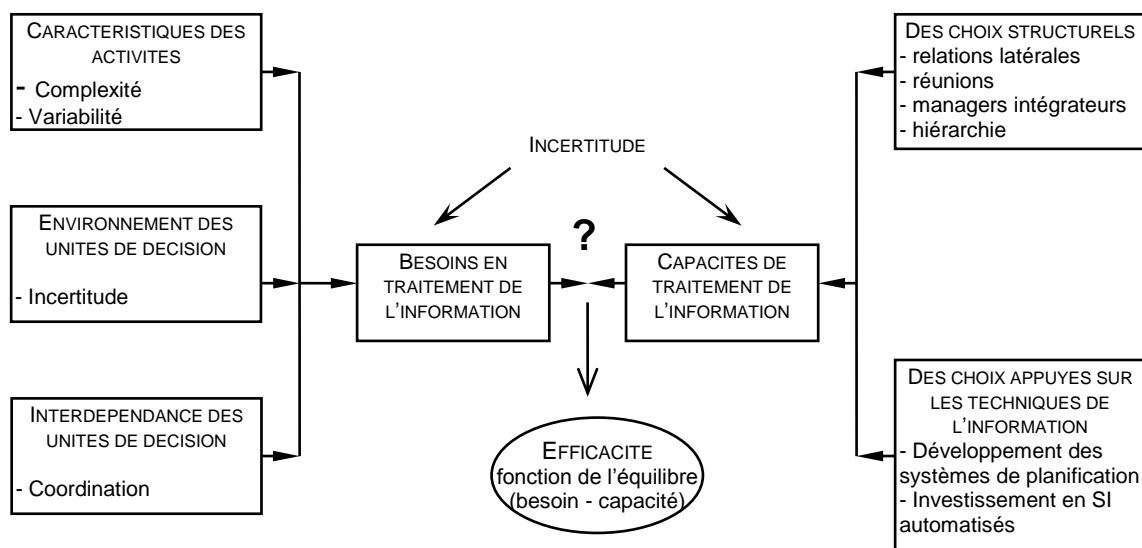 CARACTERISTIQUES DES
ACTIVITES
- Complexité
- Variabilité
ENVIRONNEMENT DES
UNITES DE DECISION
- Incertitude
INTERDEPENDANCE DES
UNITES DE DECISION
- Coordination
INCERTITUDE
?
BESOINS EN
TRAITEMENT DE
L'INFORMATION
CAPACITES DE
TRAITEMENT DE
L'INFORMATION
EFFICACITE
fonction de l'équilibre
(besoin - capacité)
DES CHOIX STRUCTURELS
- relations latérales
- réunions
- managers intégrateurs
- hiérarchie
DES CHOIX APPUYES SUR
LES TECHNIQUES DE
L'INFORMATION
- Développement des
systèmes de planification
- Investissement en SI
automatisés